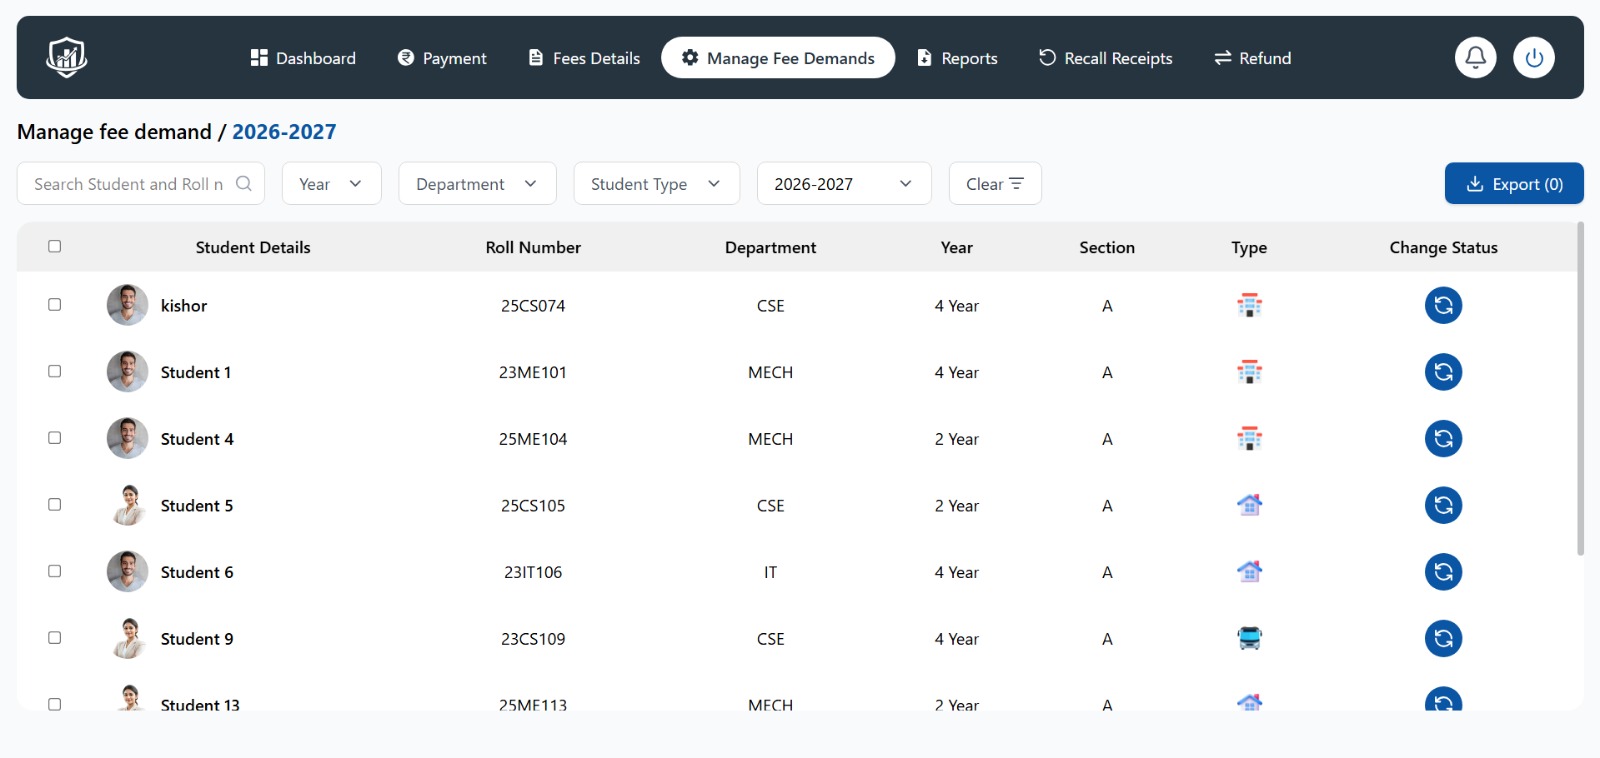 Dashboard Payment Fees Details Manage Fee Demands Reports Recall Receipts Refund
Manage fee demand / 2026-2027
Search Student and Roll n Year Department Student Type 2026-2027 Clear Export (0)
Student Details Roll Number Department Year Section Type Change Status
kishor 25CS074 CSE 4 Year A
Student 1 23ME101 MECH 4 Year A
Student 4 25ME104 MECH 2 Year A
Student 5 25CS105 CSE 2 Year A
Student 6 23IT106 IT 4 Year A
Student 9 23CS109 CSE 4 Year A
Student 13 25ME113 MECH 2 Year A